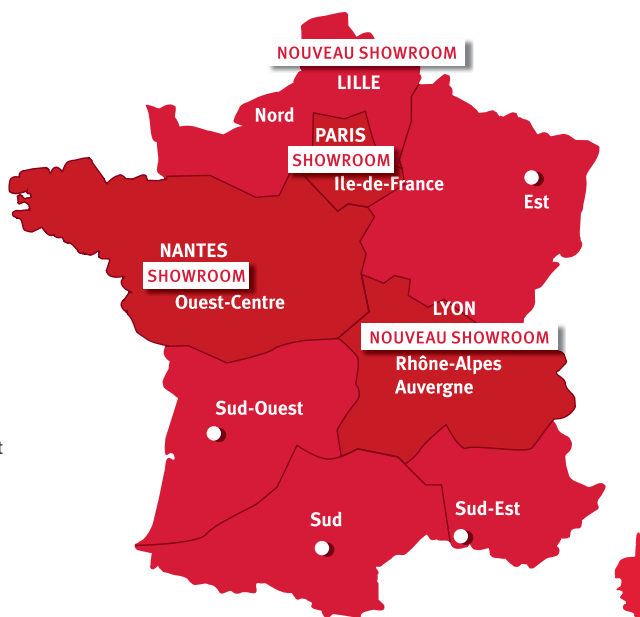 NOUVEAU SHOWROOM
LILLE
Nord
PARIS
SHOWROOM
Ile-de-France
Est
NANTES
SHOWROOM
Ouest-Centre
LYON
NOUVEAU SHOWROOM
Rhône-Alpes
Auvergne
Sud-Ouest
t
Sud-Est
Sud